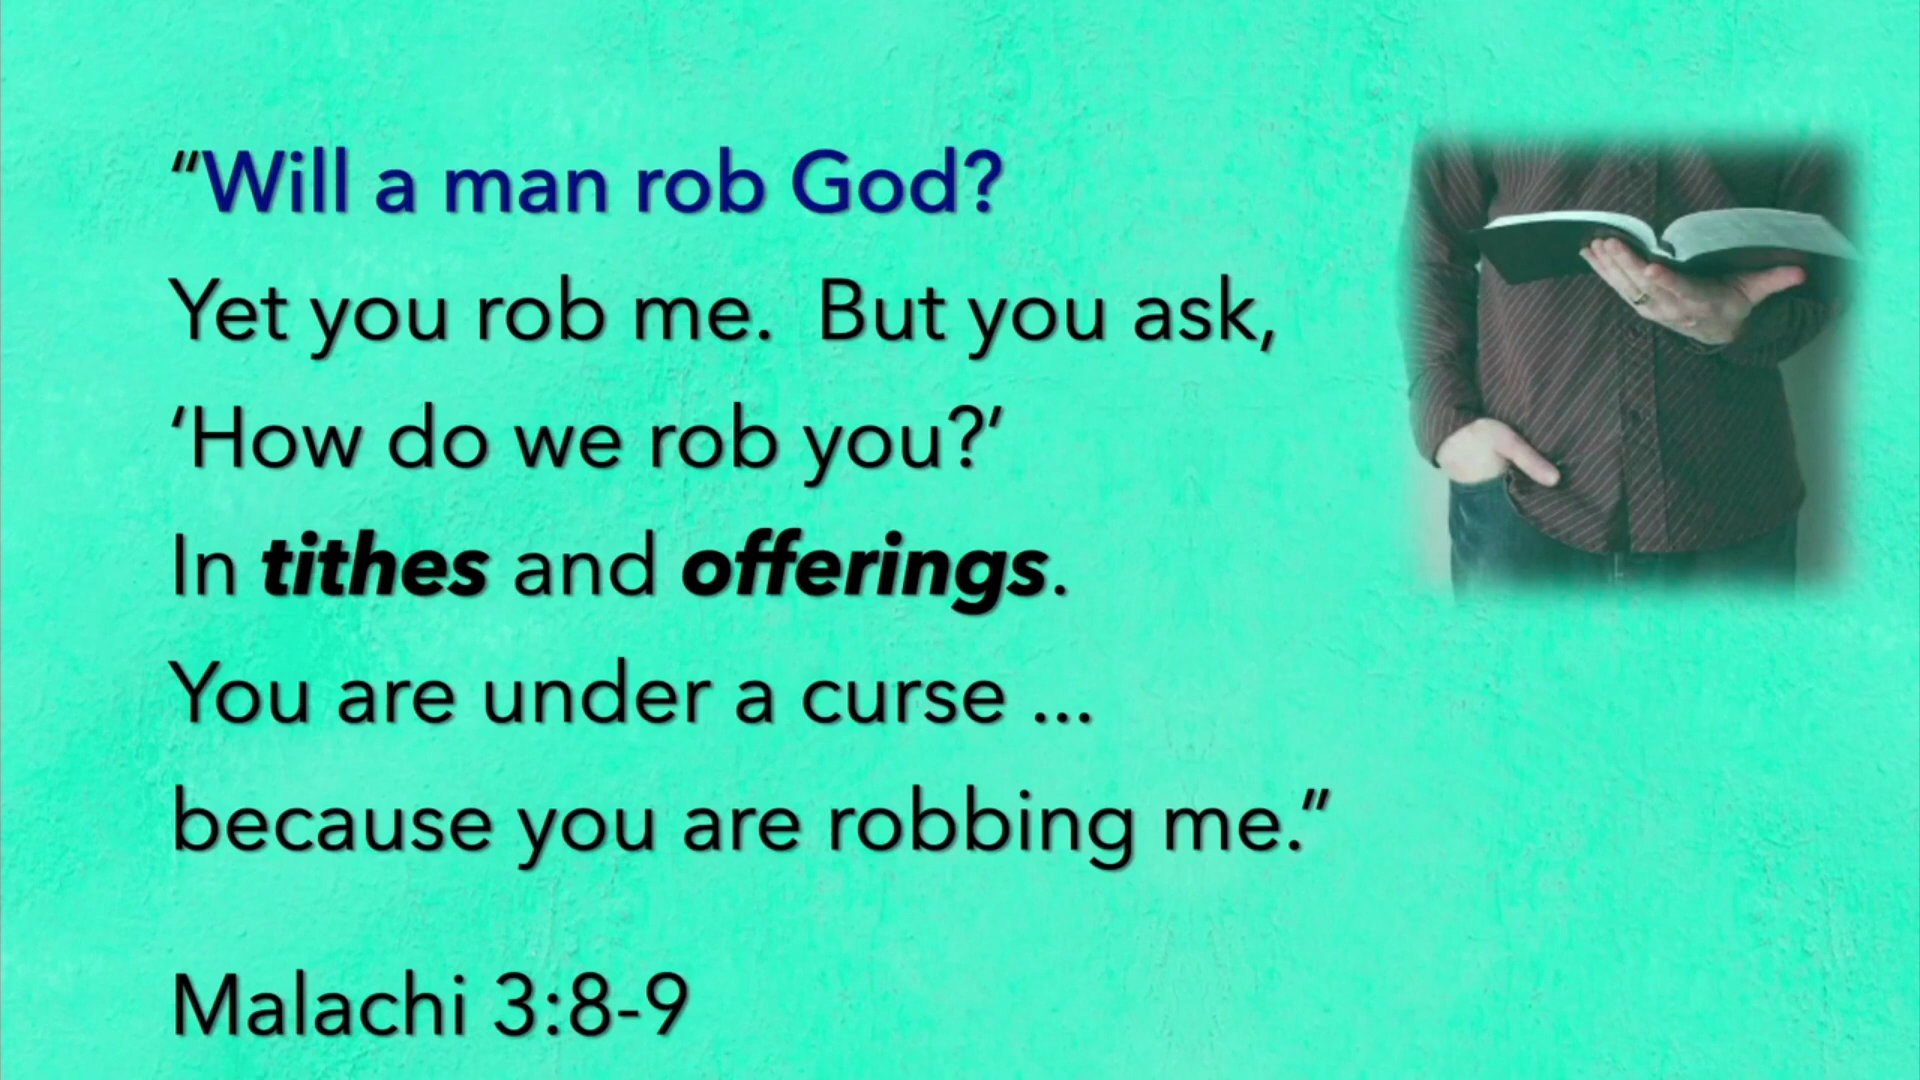 “Will a man rob God?
Yet you rob me.  But you ask,
‘How do we rob you?’
In tithes and offerings.
You are under a curse ...
because you are robbing me.”
Malachi 3:8-9